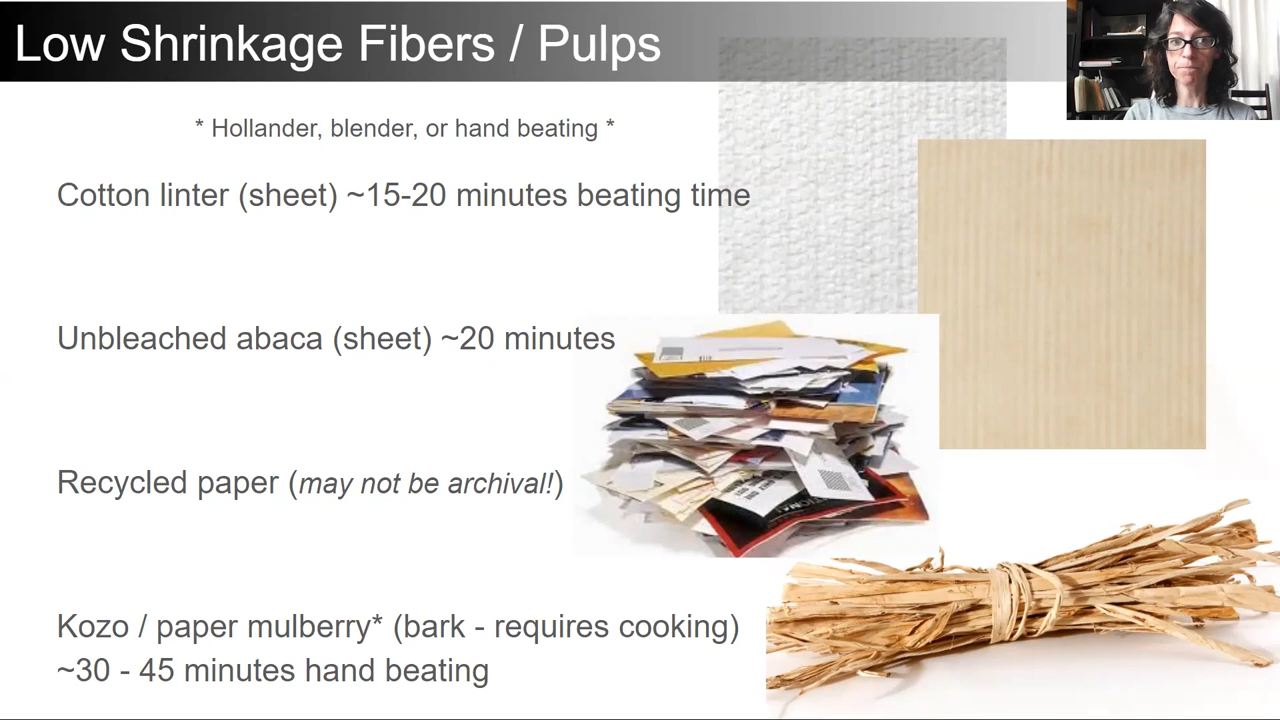 Low Shrinkage Fibers / Pulps
* Hollander, blender, or hand beating *
Cotton linter (sheet) ~15-20 minutes beating time
Unbleached abaca (sheet) ~20 minutes
Recycled paper (may not be archival!)
Kozo / paper mulberry* (bark - requires cooking)
~30 - 45 minutes hand beating